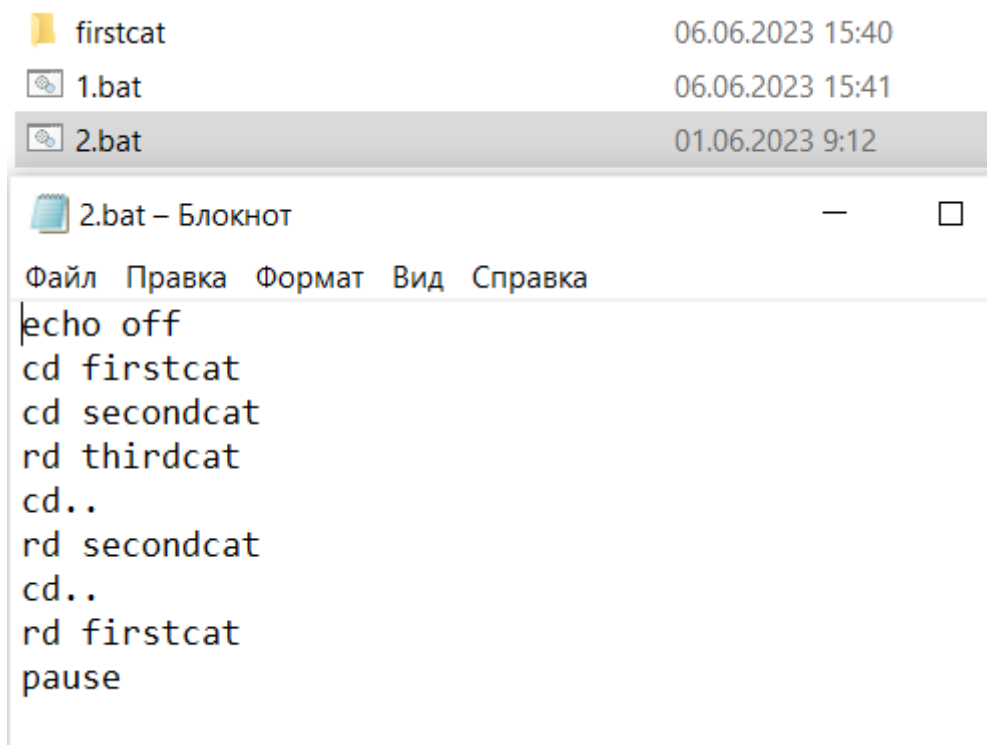 firstcat 06.06.2023 15:40
1.bat 06.06.2023 15:41
2.bat 01.06.2023 9:12
2.bat – Блокнот
Файл Правка Формат Вид Справка
echo off
cd firstcat
cd secondcat
rd thirdcat
cd..
rd secondcat
cd..
rd firstcat
pause